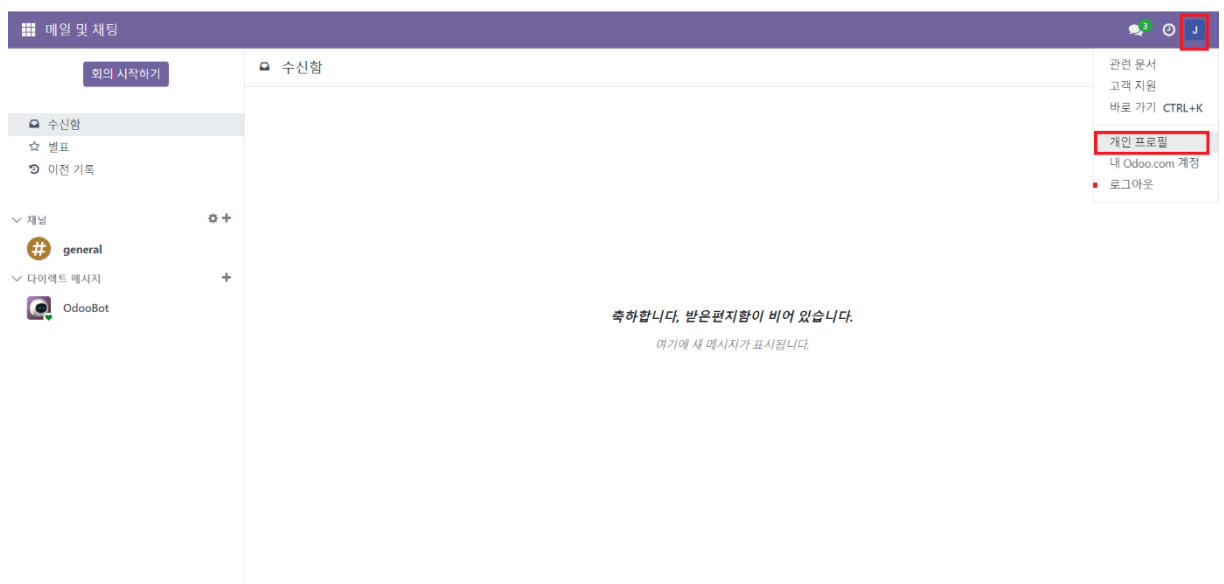 메일 및 채팅
3
J
회의 시작하기
수신함
별표
이전 기록
채널
general
다이렉트 메시지
OdooBot
수신함
축하합니다, 받은편지함이 비어 있습니다.
여기에 새 메시지가 표시됩니다.
관련 문서
고객 지원
바로 가기 CTRL+K
개인 프로필
내 Odoo.com 계정
로그아웃